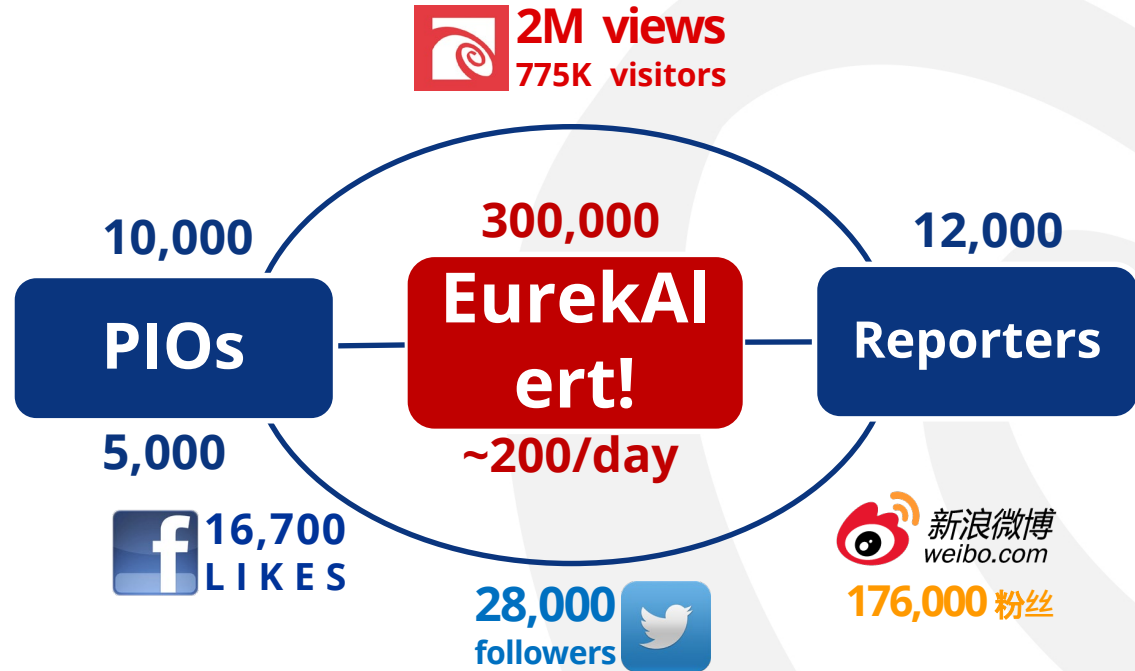 2M views
775K visitors
10,000
300,000
12,000
PIOs
EurekAl
ert!
Reporters
5,000
~200/day
f
16,700
LIKES
新浪微博
weibo.com
28,000
followers
176,000 粉丝